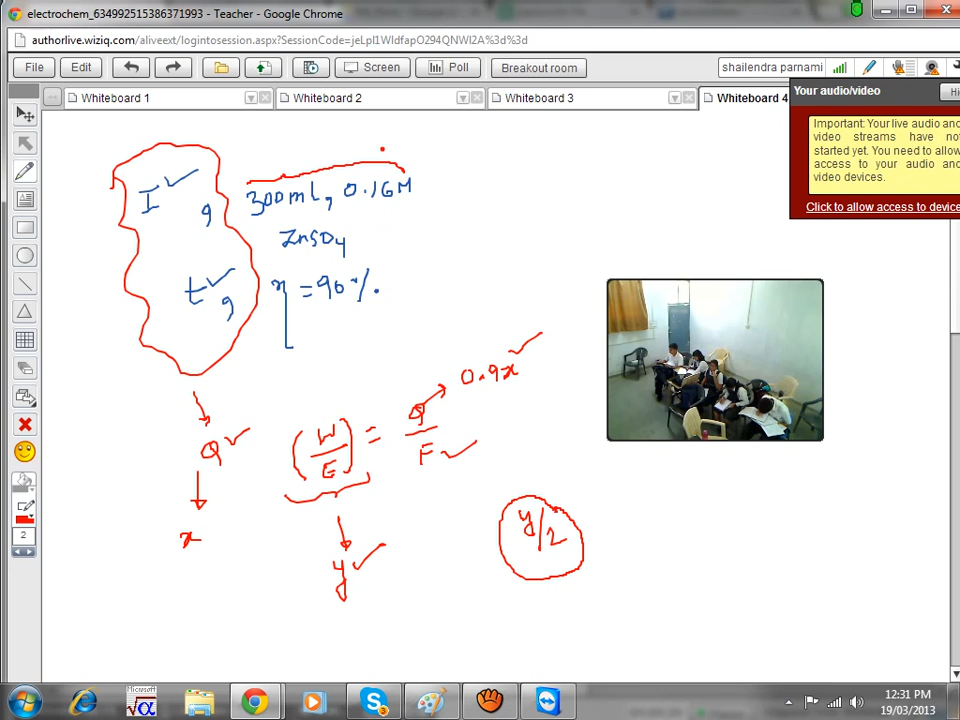 electrochem_634992515386371993 - Teacher - Google Chrome
authorlive.wiziq.com/aliveext/logintosession.aspx?SessionCode=jeLpI1WIdfapO294QNWI2A%3d%3d
File Edit Screen Poll Breakout room shailendra parnami
Whiteboard 1 Whiteboard 2 Whiteboard 3 Whiteboard 4
Your audio/video Hi
Important: Your live audio and
video streams have not
started yet. You need to allow
access to your audio and
video devices.
Click to allow access to device
I, 300ml, 0.16M
ZnSO4
t, η = 90%.
Q
(W/E) = Q/F
0.9x
x
y
y/2
2
Microsoft
√α
12:31 PM
19/03/2013